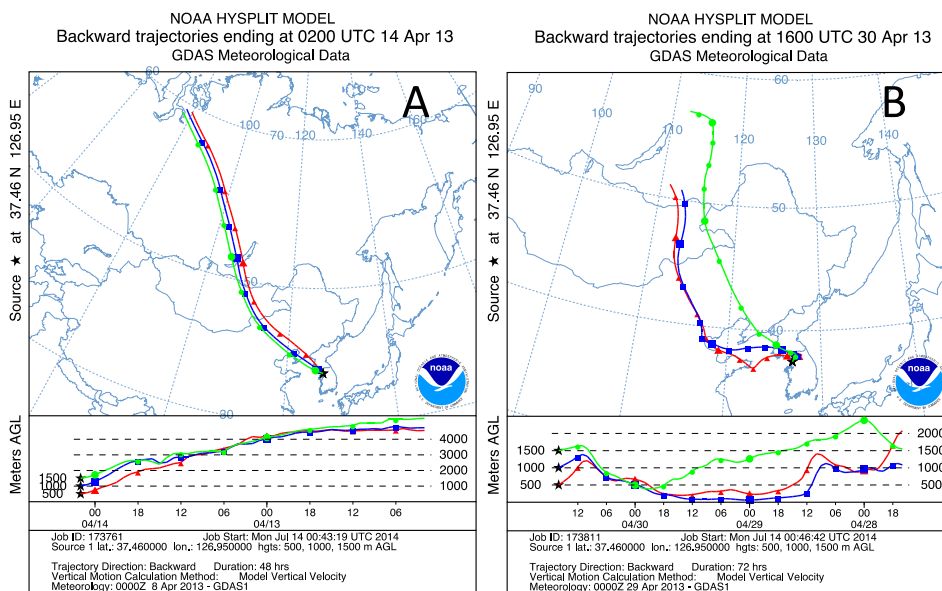 NOAA HYSPLIT MODEL
Backward trajectories ending at 0200 UTC 14 Apr 13
GDAS Meteorological Data
A
Source ★ at 37.46 N 126.95 E
60
80
100
70
120
140
60
160
50
30
noaa
Meters AGL
1500
1000
500
4000
3000
2000
1000
00 18 12 06 00 18 12 06
04/14 04/13
Job ID: 173761 Job Start: Mon Jul 14 00:43:19 UTC 2014
Source 1 lat.: 37.460000 lon.: 126.950000 hgts: 500, 1000, 1500 m AGL
Trajectory Direction: Backward Duration: 48 hrs
Vertical Motion Calculation Method: Model Vertical Velocity
Meteorology: 0000Z 8 Apr 2013 - GDAS1
NOAA HYSPLIT MODEL
Backward trajectories ending at 1600 UTC 30 Apr 13
GDAS Meteorological Data
B
Source ★ at 37.46 N 126.95 E
90
100
110
120
60
130
140
50
40
noaa
Meters AGL
1500
1000
500
2000
1500
1000
500
12 06 00 18 12 06 00 18 12 06 00 18
04/30 04/29 04/28
Job ID: 173811 Job Start: Mon Jul 14 00:46:42 UTC 2014
Source 1 lat.: 37.460000 lon.: 126.950000 hgts: 500, 1000, 1500 m AGL
Trajectory Direction: Backward Duration: 72 hrs
Vertical Motion Calculation Method: Model Vertical Velocity
Meteorology: 0000Z 29 Apr 2013 - GDAS1